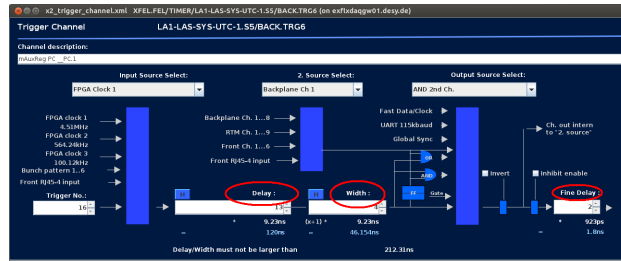 x2_trigger_channel.xml XFEL.FEL/TIMER/LA1-LAS-SYS-UTC-1.S5/BACK.TRG6 (on exflxdaqgw01.desy.de)
Trigger Channel LA1-LAS-SYS-UTC-1.S5/BACK.TRG6
Channel description:
mAuxReg PC __PC.1
Input Source Select: 2. Source Select: Output Source Select:
FPGA Clock 1 Backplane Ch 1 AND 2nd Ch.
FPGA clock 1
4.51MHz
FPGA clock 2
564.24kHz
FPGA clock 3
100.12kHz
Bunch pattern 1..6
Front RJ45-4 input
Trigger No.:
16
Backplane Ch. 1...8
RTM Ch. 1...9
Front Ch. 1...6
Front RJ45-4 input
Fast Data/Clock
UART 115kbaud
Global Sync
OR
AND
FF Gate
Ch. out intern
to "2. source"
Invert Inhibit enable
H Delay :
13
* 9.23ns
= 120ns
H Width :
4
(x+1) * 9.23ns
= 46.154ns
Fine Delay :
2
* 923ps
= 1.8ns
Delay/Width must not be larger than 212.31ns